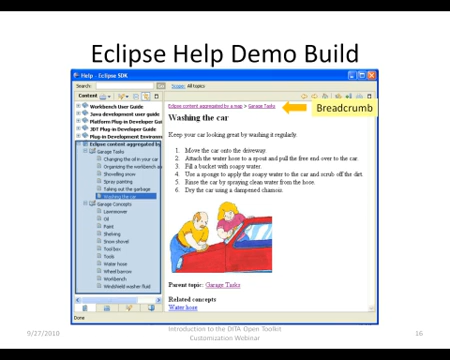 Eclipse Help Demo Build
Help - Eclipse SDK
Search:
Scope: All topics
Content
Eclipse content aggregated by a map > Garage Tasks
Breadcrumb
Workbench User Guide
Java development user guide
Platform Plug-in Developer Gui
JDT Plug-in Developer Guide
Plug-in Development Environm
Eclipse content aggregated by
Garage Tasks
Changing the oil in your car
Organizing the workbench an
Shovelling snow
Spray painting
Taking out the garbage
Washing the car
Garage Concepts
Lawnmower
Oil
Paint
Shelving
Snow shovel
Tool box
Tools
Water hose
Wheel barrow
Workbench
Windshield washer fluid
Washing the car
Keep your car looking great by washing it regularly.
1. Move the car onto the driveway.
2. Attach the water hose to a spout and pull the free end over to the car.
3. Fill a bucket with soapy water.
4. Use a sponge to apply the soapy water to the car and scrub off the dirt.
5. Rinse the car by spraying clean water from the hose.
6. Dry the car using a dampened chamois.
Parent topic: Garage Tasks
Related concepts
Water hose
Done
9/27/2010
Introduction to the DITA Open Toolkit
Customization Webinar
16